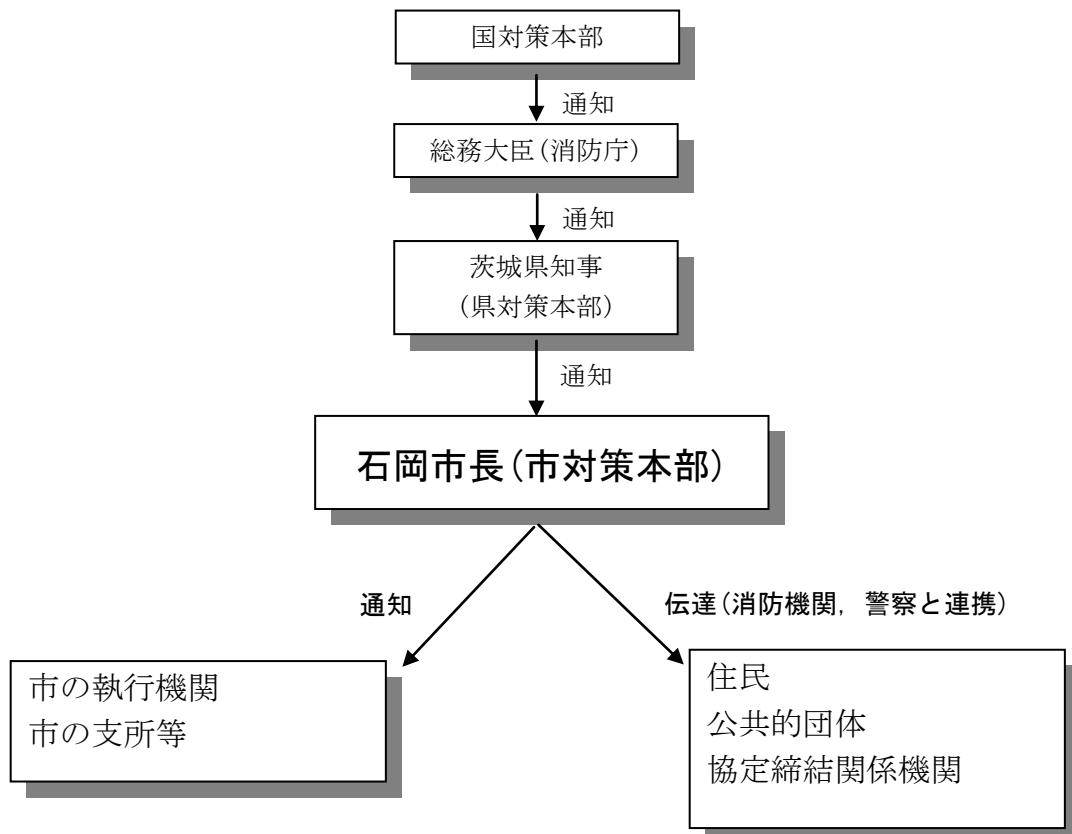 国対策本部
通知
総務大臣(消防庁)
通知
茨城県知事
(県対策本部)
通知
石岡市長(市対策本部)
通知
伝達(消防機関，警察と連携)
市の執行機関
市の支所等
住民
公共的団体
協定締結関係機関